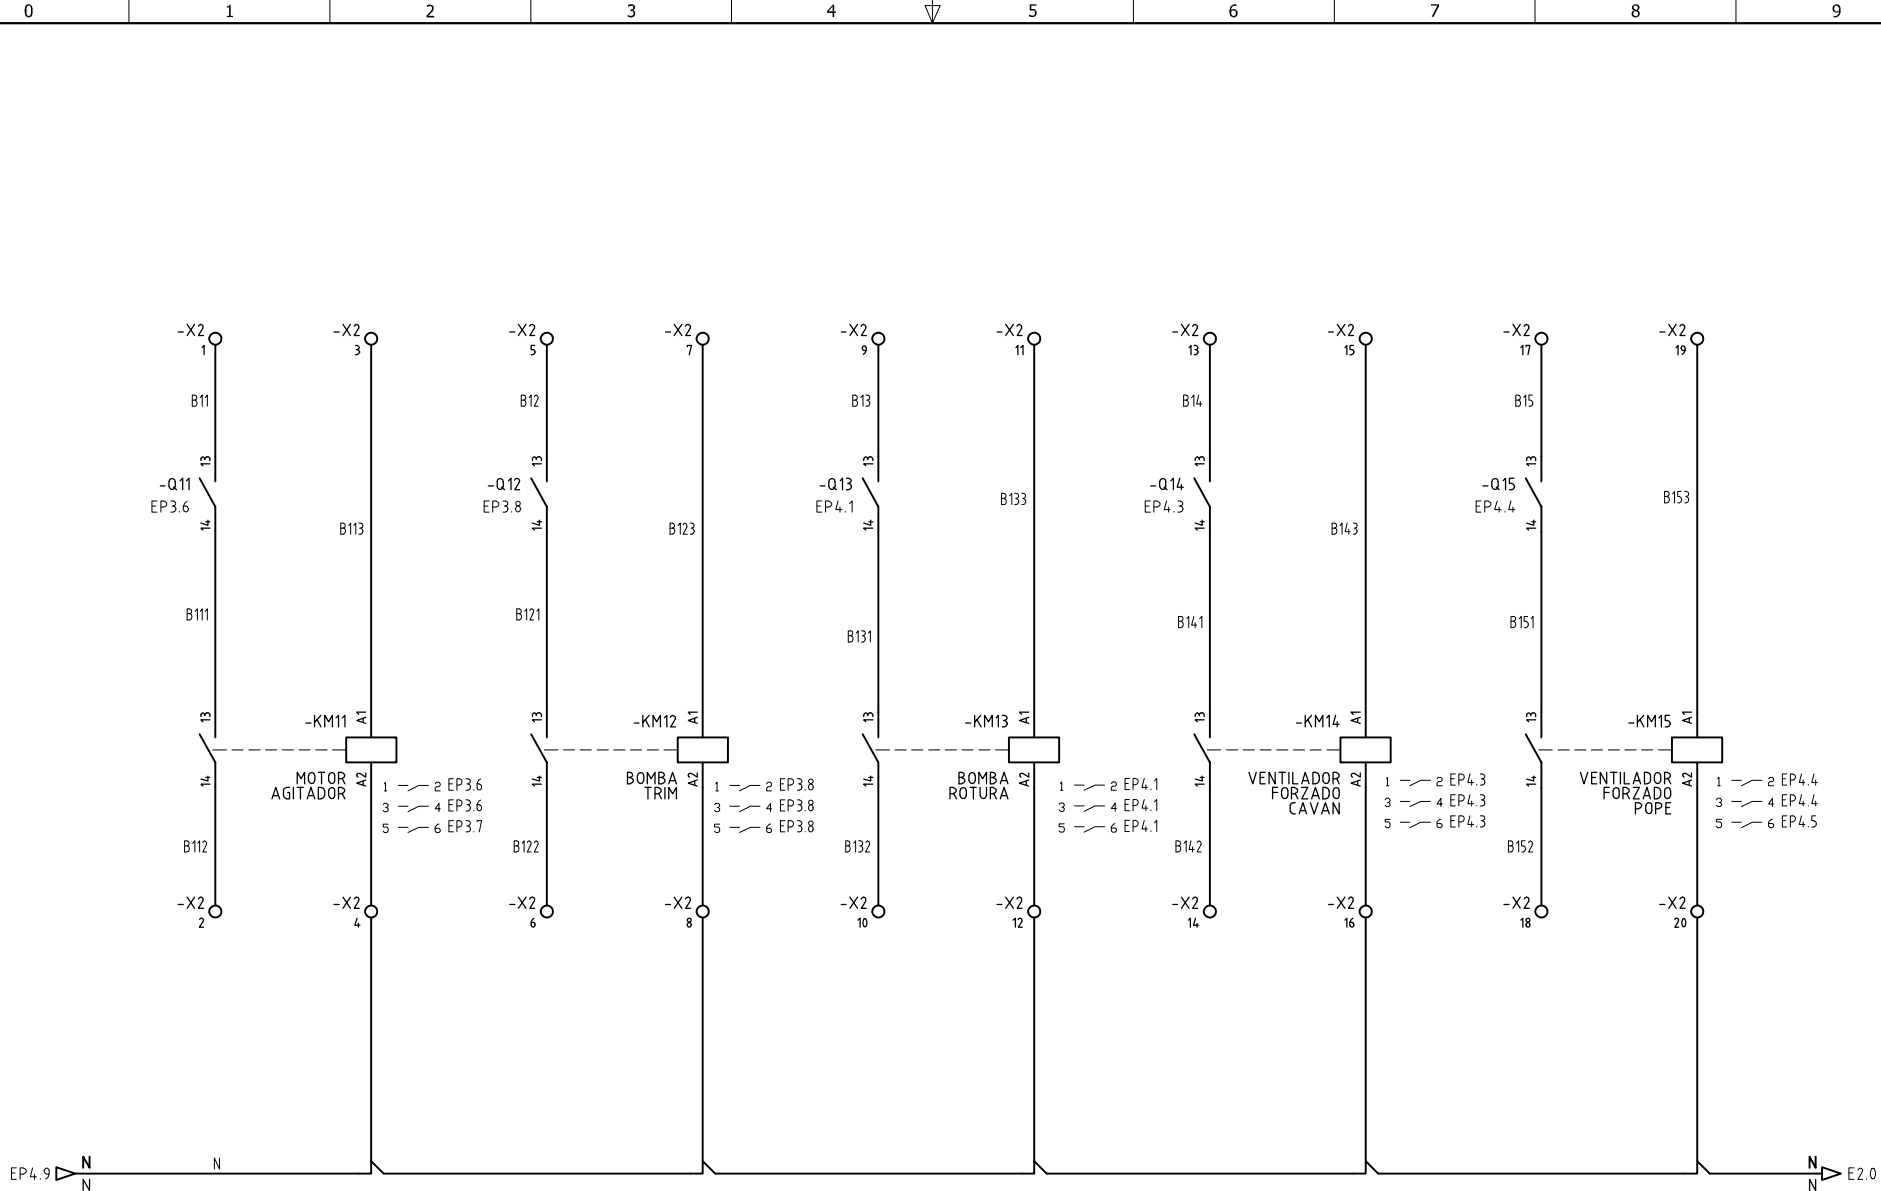 0 1 2 3 4 5 6 7 8 9
-X2 -X2 -X2 -X2 -X2 -X2 -X2 -X2 -X2 -X2
1 3 5 7 9 11 13 15 17 19
B11 B12 B13 B14 B15
13 13 13 13 13
-Q11 -Q12 -Q13 -Q14 -Q15
B133 B153
EP3.6 EP3.8 EP4.1 EP4.3 EP4.4
14 14 14 14 14
B113 B123 B143
B111 B121 B131 B141 B151
13 -KM11 A1 13 -KM12 A1 13 -KM13 A1 13 -KM14 A1 13 -KM15 A1
14 A2 14 A2 14 A2 14 A2 14 A2
MOTOR
AGITADOR
1 2 EP3.6
3 4 EP3.6
5 6 EP3.7
BOMBA
TRIM
1 2 EP3.8
3 4 EP3.8
5 6 EP3.8
BOMBA
ROTURA
1 2 EP4.1
3 4 EP4.1
5 6 EP4.1
VENTILADOR
FORZADO
CAVAN
1 2 EP4.3
3 4 EP4.3
5 6 EP4.3
VENTILADOR
FORZADO
POPE
1 2 EP4.4
3 4 EP4.4
5 6 EP4.5
B112 B122 B132 B142 B152
-X2 -X2 -X2 -X2 -X2 -X2 -X2 -X2 -X2 -X2
2 4 6 8 10 12 14 16 18 20
N N N
EP4.9 E2.0
N N